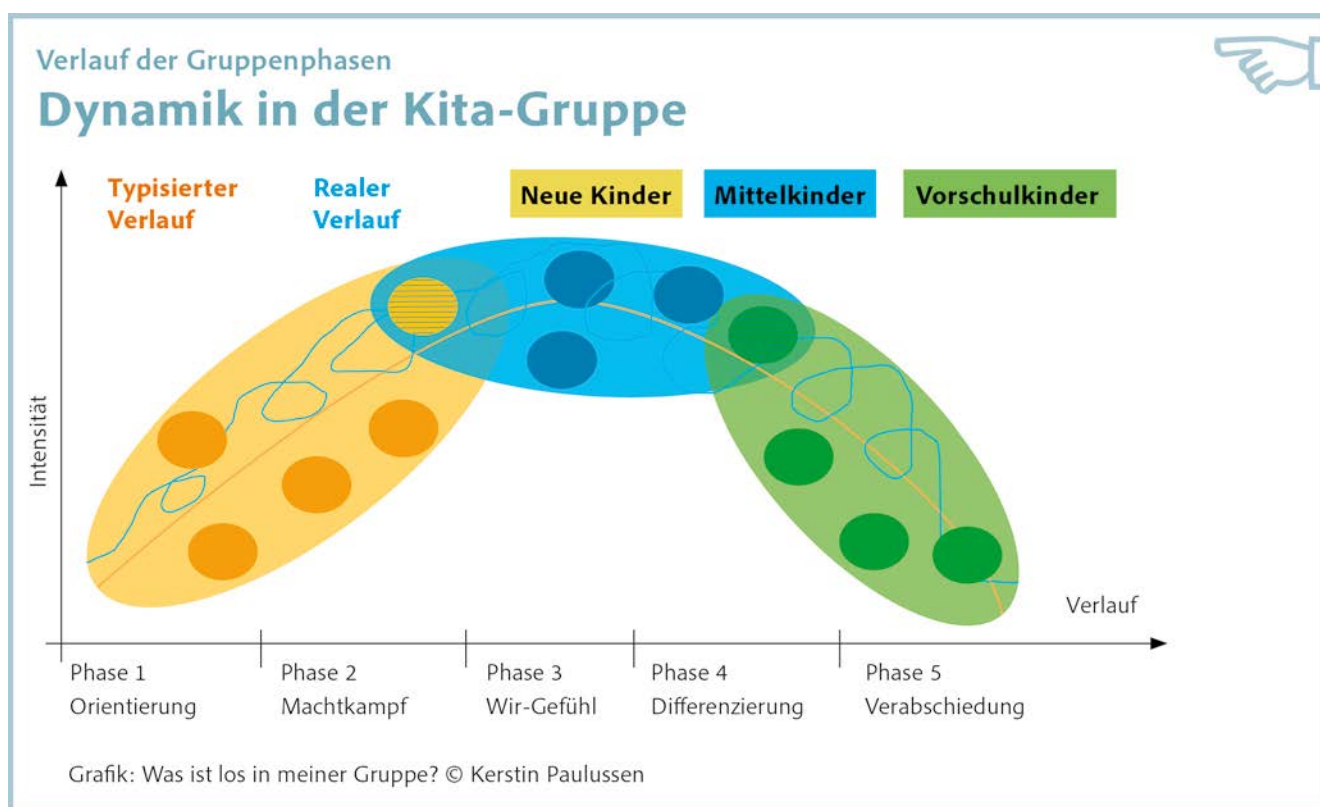 Verlauf der Gruppenphasen
Dynamik in der Kita-Gruppe
Typisierter
Verlauf
Realer
Verlauf
Neue Kinder
Mittelkinder
Vorschulkinder
Intensität
Verlauf
Phase 1
Orientierung
Phase 2
Machtkampf
Phase 3
Wir-Gefühl
Phase 4
Differenzierung
Phase 5
Verabschiedung
Grafik: Was ist los in meiner Gruppe? © Kerstin Paulussen